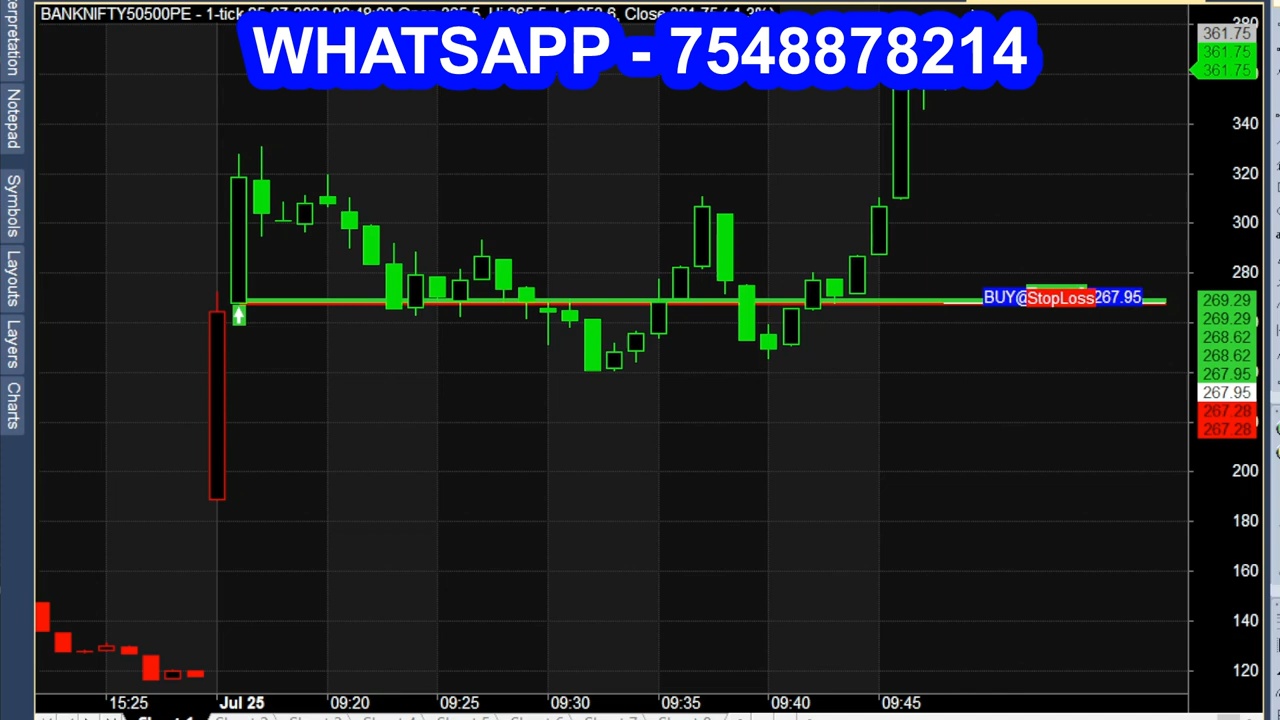 BANKNIFTY50500PE - 1-tick
WHATSAPP - 7548878214
361.75
361.75
361.75
340
320
300
280
BUY@
StopLoss
267.95
269.29
269.29
268.62
268.62
267.95
267.95
267.28
267.28
200
180
160
140
120
Notepad
Symbols
Layouts
Layers
Charts
15:25
Jul 25
09:20
09:25
09:30
09:35
09:40
09:45